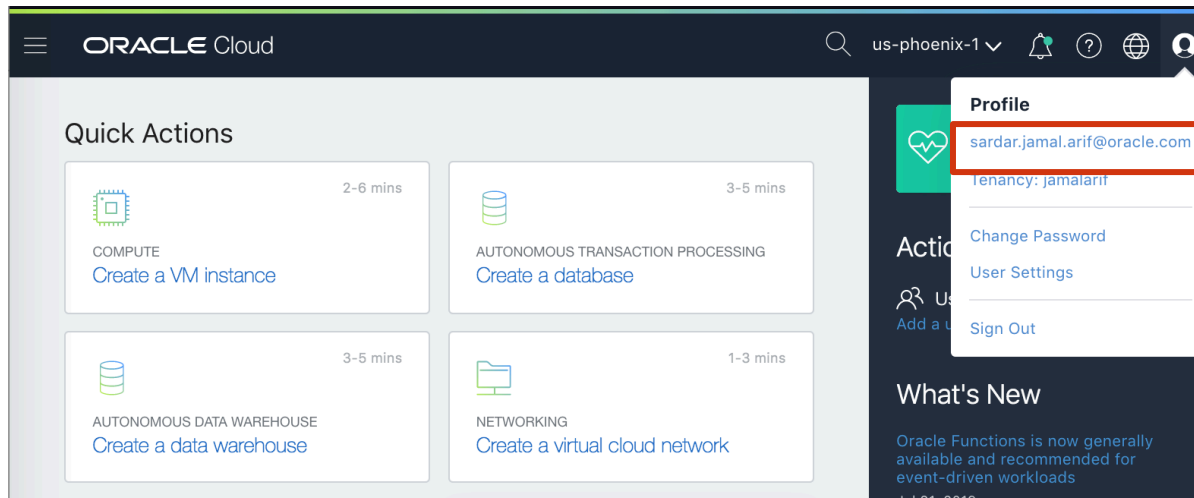 ORACLE Cloud
us-phoenix-1
Quick Actions
2-6 mins
COMPUTE
Create a VM instance
3-5 mins
AUTONOMOUS TRANSACTION PROCESSING
Create a database
3-5 mins
AUTONOMOUS DATA WAREHOUSE
Create a data warehouse
1-3 mins
NETWORKING
Create a virtual cloud network
Profile
sardar.jamal.arif@oracle.com
Tenancy: jamalarif
Change Password
User Settings
Sign Out
Add a
What's New
Oracle Functions is now generally
available and recommended for
event-driven workloads